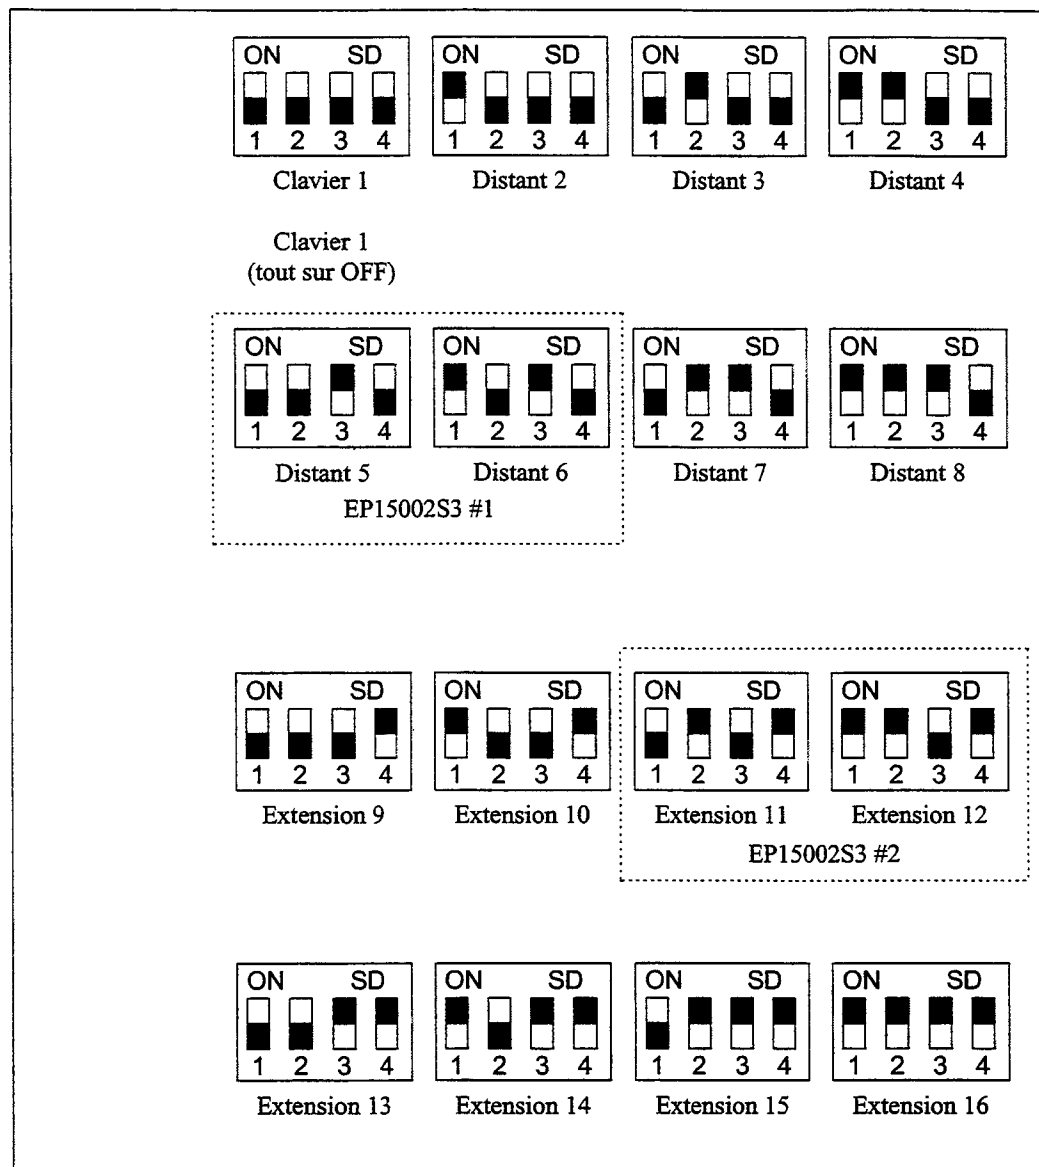 ON SD ON SD ON SD ON SD
1 2 3 4 1 2 3 4 1 2 3 4 1 2 3 4
Clavier 1 Distant 2 Distant 3 Distant 4
Clavier 1
(tout sur OFF)
ON SD ON SD ON SD ON SD
1 2 3 4 1 2 3 4 1 2 3 4 1 2 3 4
Distant 5 Distant 6 Distant 7 Distant 8
EP15002S3 #1
ON SD ON SD ON SD ON SD
1 2 3 4 1 2 3 4 1 2 3 4 1 2 3 4
Extension 9 Extension 10 Extension 11 Extension 12
EP15002S3 #2
ON SD ON SD ON SD ON SD
1 2 3 4 1 2 3 4 1 2 3 4 1 2 3 4
Extension 13 Extension 14 Extension 15 Extension 16